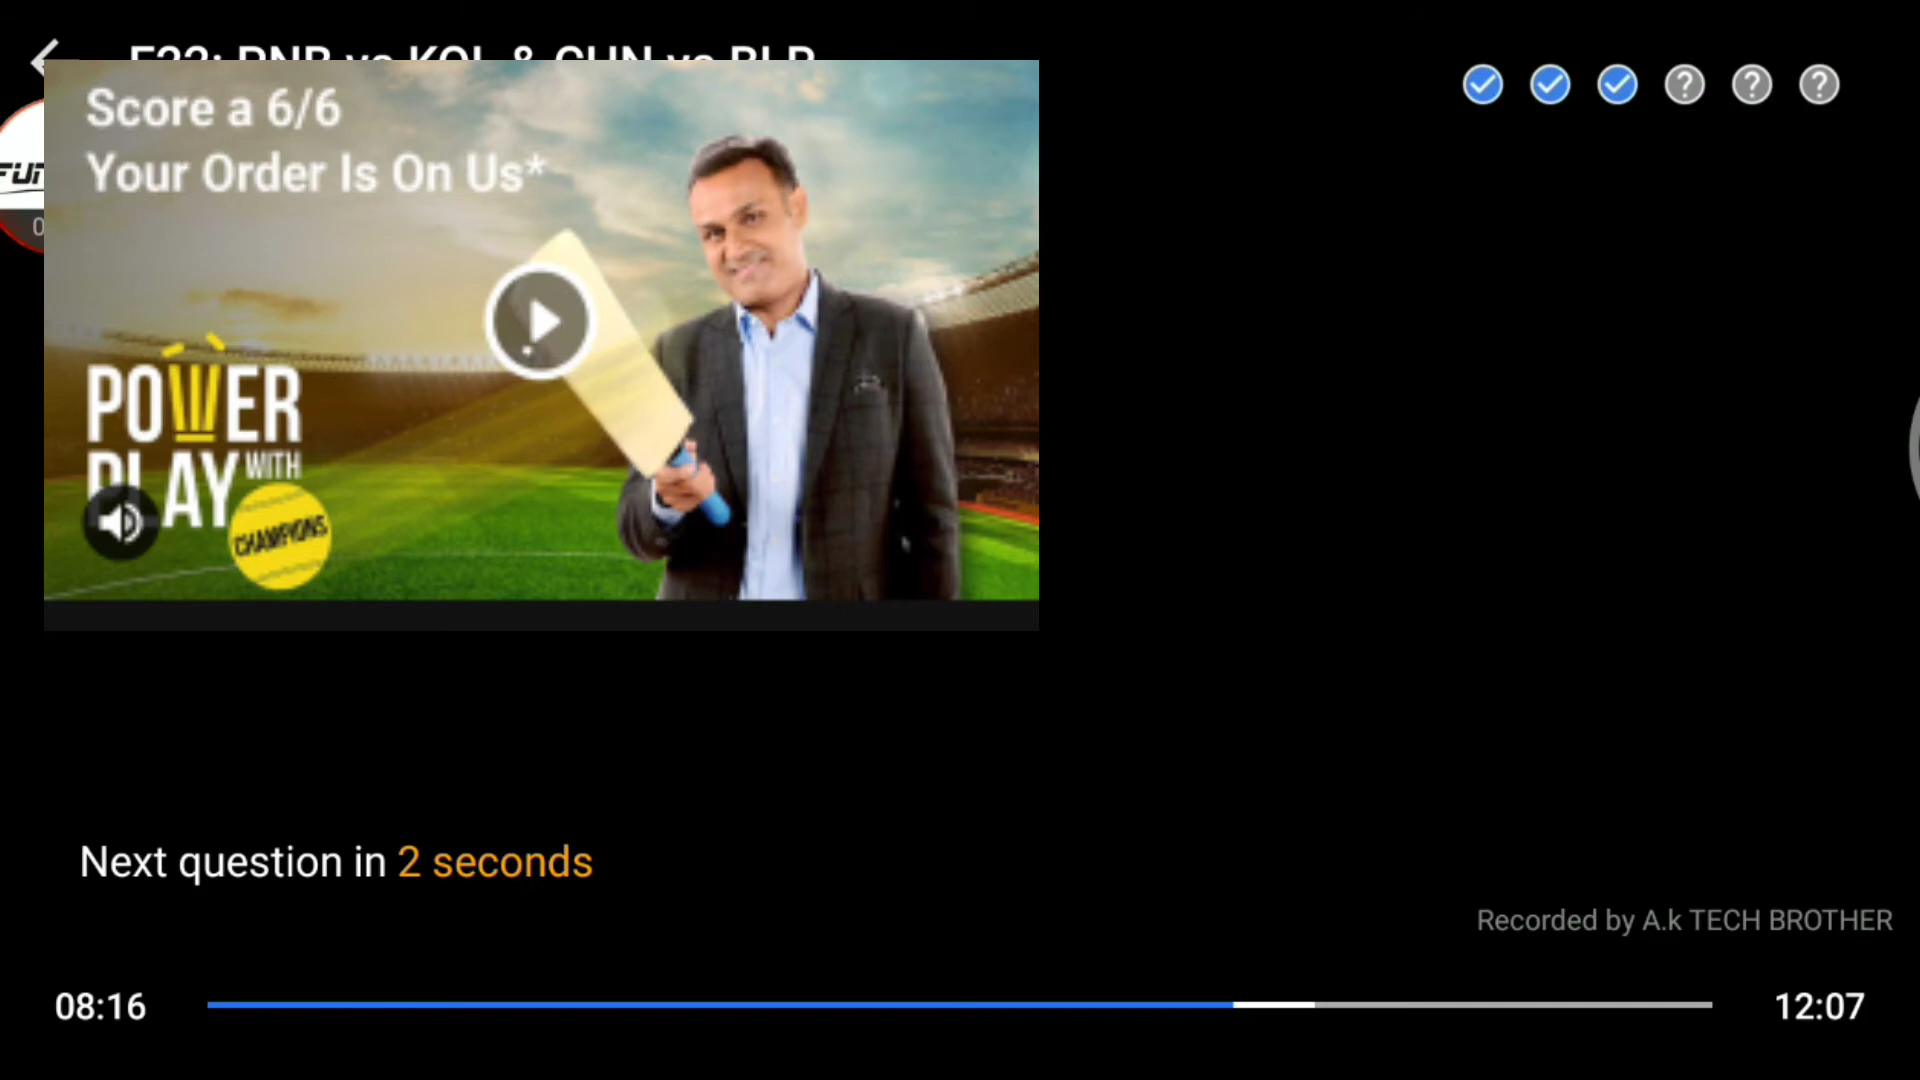 Score a 6/6
Your Order Is On Us*
POWER
PLAY WITH
CHAMPIONS
Next question in 2 seconds
Recorded by A.k TECH BROTHER
08:16
12:07